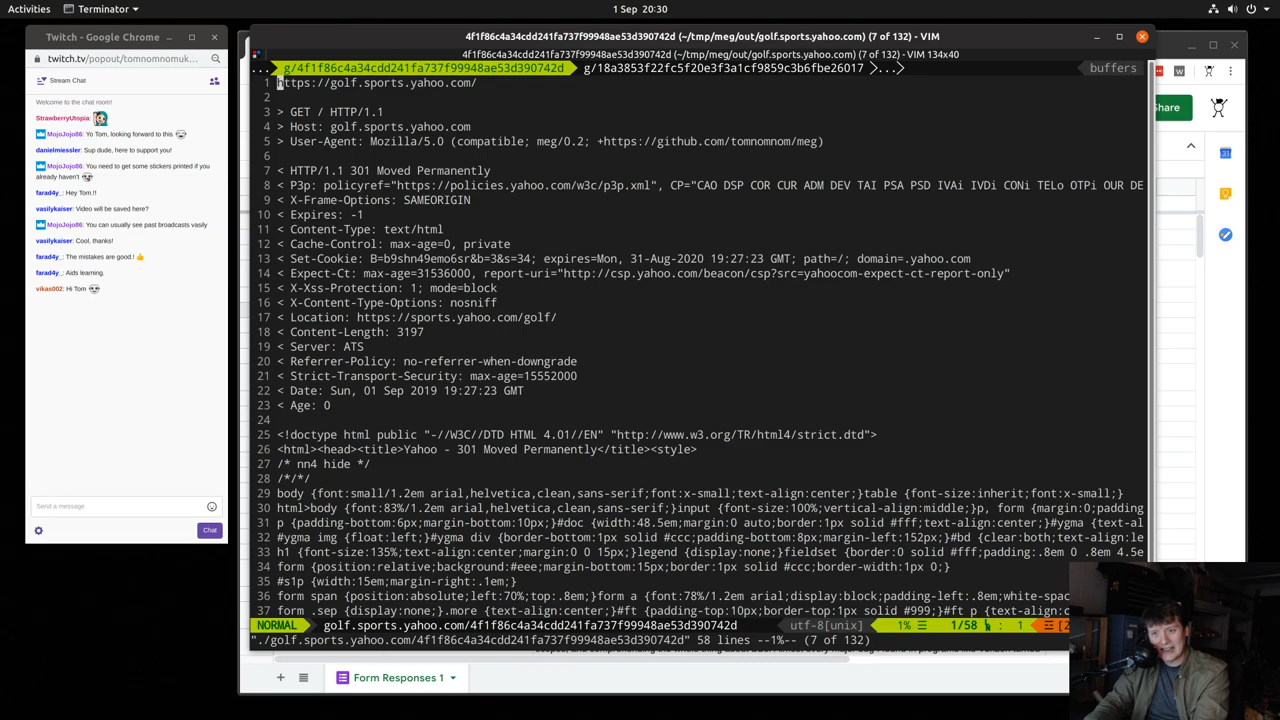 Activities
Terminator
1 Sep 20:30
Twitch - Google Chrome
twitch.tv/popout/tomnomnomuk...
Stream Chat
Welcome to the chat room!
StrawberryUtopia:
MojoJojo86: Yo Tom, looking forward to this
danielmiessler: Sup dude, here to support you!
MojoJojo86: You need to get some stickers printed if you
already haven't
farad4y_: Hey Tom.!!
vasilykaiser: Video will be saved here?
MojoJojo86: You can usually see past broadcasts vasily
vasilykaiser: Cool, thanks!
farad4y_: The mistakes are good.!
farad4y_: Aids learning.
vikas002: Hi Tom
Send a message
Chat
4f1f86c4a34cdd241fa737f99948ae53d390742d (~/tmp/meg/out/golf.sports.yahoo.com) (7 of 132) - VIM
4f1f86c4a34cdd241fa737f99948ae53d390742d (~/tmp/meg/out/golf.sports.yahoo.com) (7 of 132) - VIM 134x40
... g/4f1f86c4a34cdd241fa737f99948ae53d390742d g/18a3853f22fc5f20e3f3a1cf9859c3b6fbe26017 ... buffers
1 https://golf.sports.yahoo.com/
2
3 > GET / HTTP/1.1
4 > Host: golf.sports.yahoo.com
5 > User-agent: Mozilla/5.0 (compatible; meg/0.2; +https://github.com/tomnomnom/meg)
6
7 < HTTP/1.1 301 Moved Permanently
8 < P3p: policyref="https://policies.yahoo.com/w3c/p3p.xml", CP="CAO DSP COR CUR ADM DEV TAI PSA PSD IVAi IVDi CONi TELo OTPi OUR DE
9 < X-Frame-Options: SAMEORIGIN
10 < Expires: -1
11 < Content-Type: text/html
12 < Cache-Control: max-age=0, private
13 < Set-Cookie: B=b9shn49emo6sr&b=3&s=34; expires=Mon, 31-Aug-2020 19:27:23 GMT; path=/; domain=.yahoo.com
14 < Expect-Ct: max-age=31536000, report-uri="http://csp.yahoo.com/beacon/csp?src=yahoocom-expect-ct-report-only"
15 < X-Xss-Protection: 1; mode=block
16 < X-Content-Type-Options: nosniff
17 < Location: https://sports.yahoo.com/golf/
18 < Content-Length: 3197
19 < Server: ATS
20 < Referrer-Policy: no-referrer-when-downgrade
21 < Strict-Transport-Security: max-age=15552000
22 < Date: Sun, 01 Sep 2019 19:27:23 GMT
23 < Age: 0
24
25 <!doctype html public "-//W3C//DTD HTML 4.01//EN" "http://www.w3.org/TR/html4/strict.dtd">
26 <html><head><title>Yahoo - 301 Moved Permanently</title><style>
27 /* nn4 hide */
28 /*/*/
29 body {font:small/1.2em arial,helvetica,clean,sans-serif;font:x-small;text-align:center;}table {font-size:inherit;font:x-small;}
30 html>body {font:83%/1.2em arial,helvetica,clean,sans-serif;}input {font-size:100%;vertical-align:middle;}p, form {margin:0;padding
31 p {padding-bottom:6px;margin-bottom:10px;}#doc {width:48.5em;margin:0 auto;border:1px solid #fff;text-align:center;}#ygma {text-al
32 #ygma img {float:left;}#ygma div {border-bottom:1px solid #ccc;padding-bottom:8px;margin-left:152px;}#bd {clear:both;text-align:le
33 h1 {font-size:135%;text-align:center;margin:0 0 15px;}legend {display:none;}fieldset {border:0 solid #fff;padding:.8em 0 .8em 4.5e
34 form {position:relative;background:#eee;margin-bottom:15px;border:1px solid #ccc;border-width:1px 0;}
35 #s1p {width:15em;margin-right:.1em;}
36 form span {position:absolute;left:70%;top:.8em;}form a {font:78%/1.2em arial;display:block;padding-top:.8em;white-spac
37 form .sep {display:none;}.more {text-align:center;}#ft {padding-top:10px;border-top:1px solid #999;}#ft p {text-align:c
NORMAL golf.sports.yahoo.com/4f1f86c4a34cdd241fa737f99948ae53d390742d utf-8[unix] 1% 1/58 : 1 [2
"./golf.sports.yahoo.com/4f1f86c4a34cdd241fa737f99948ae53d390742d" 58 lines --1%-- (7 of 132)
Share
31
Form Responses 1